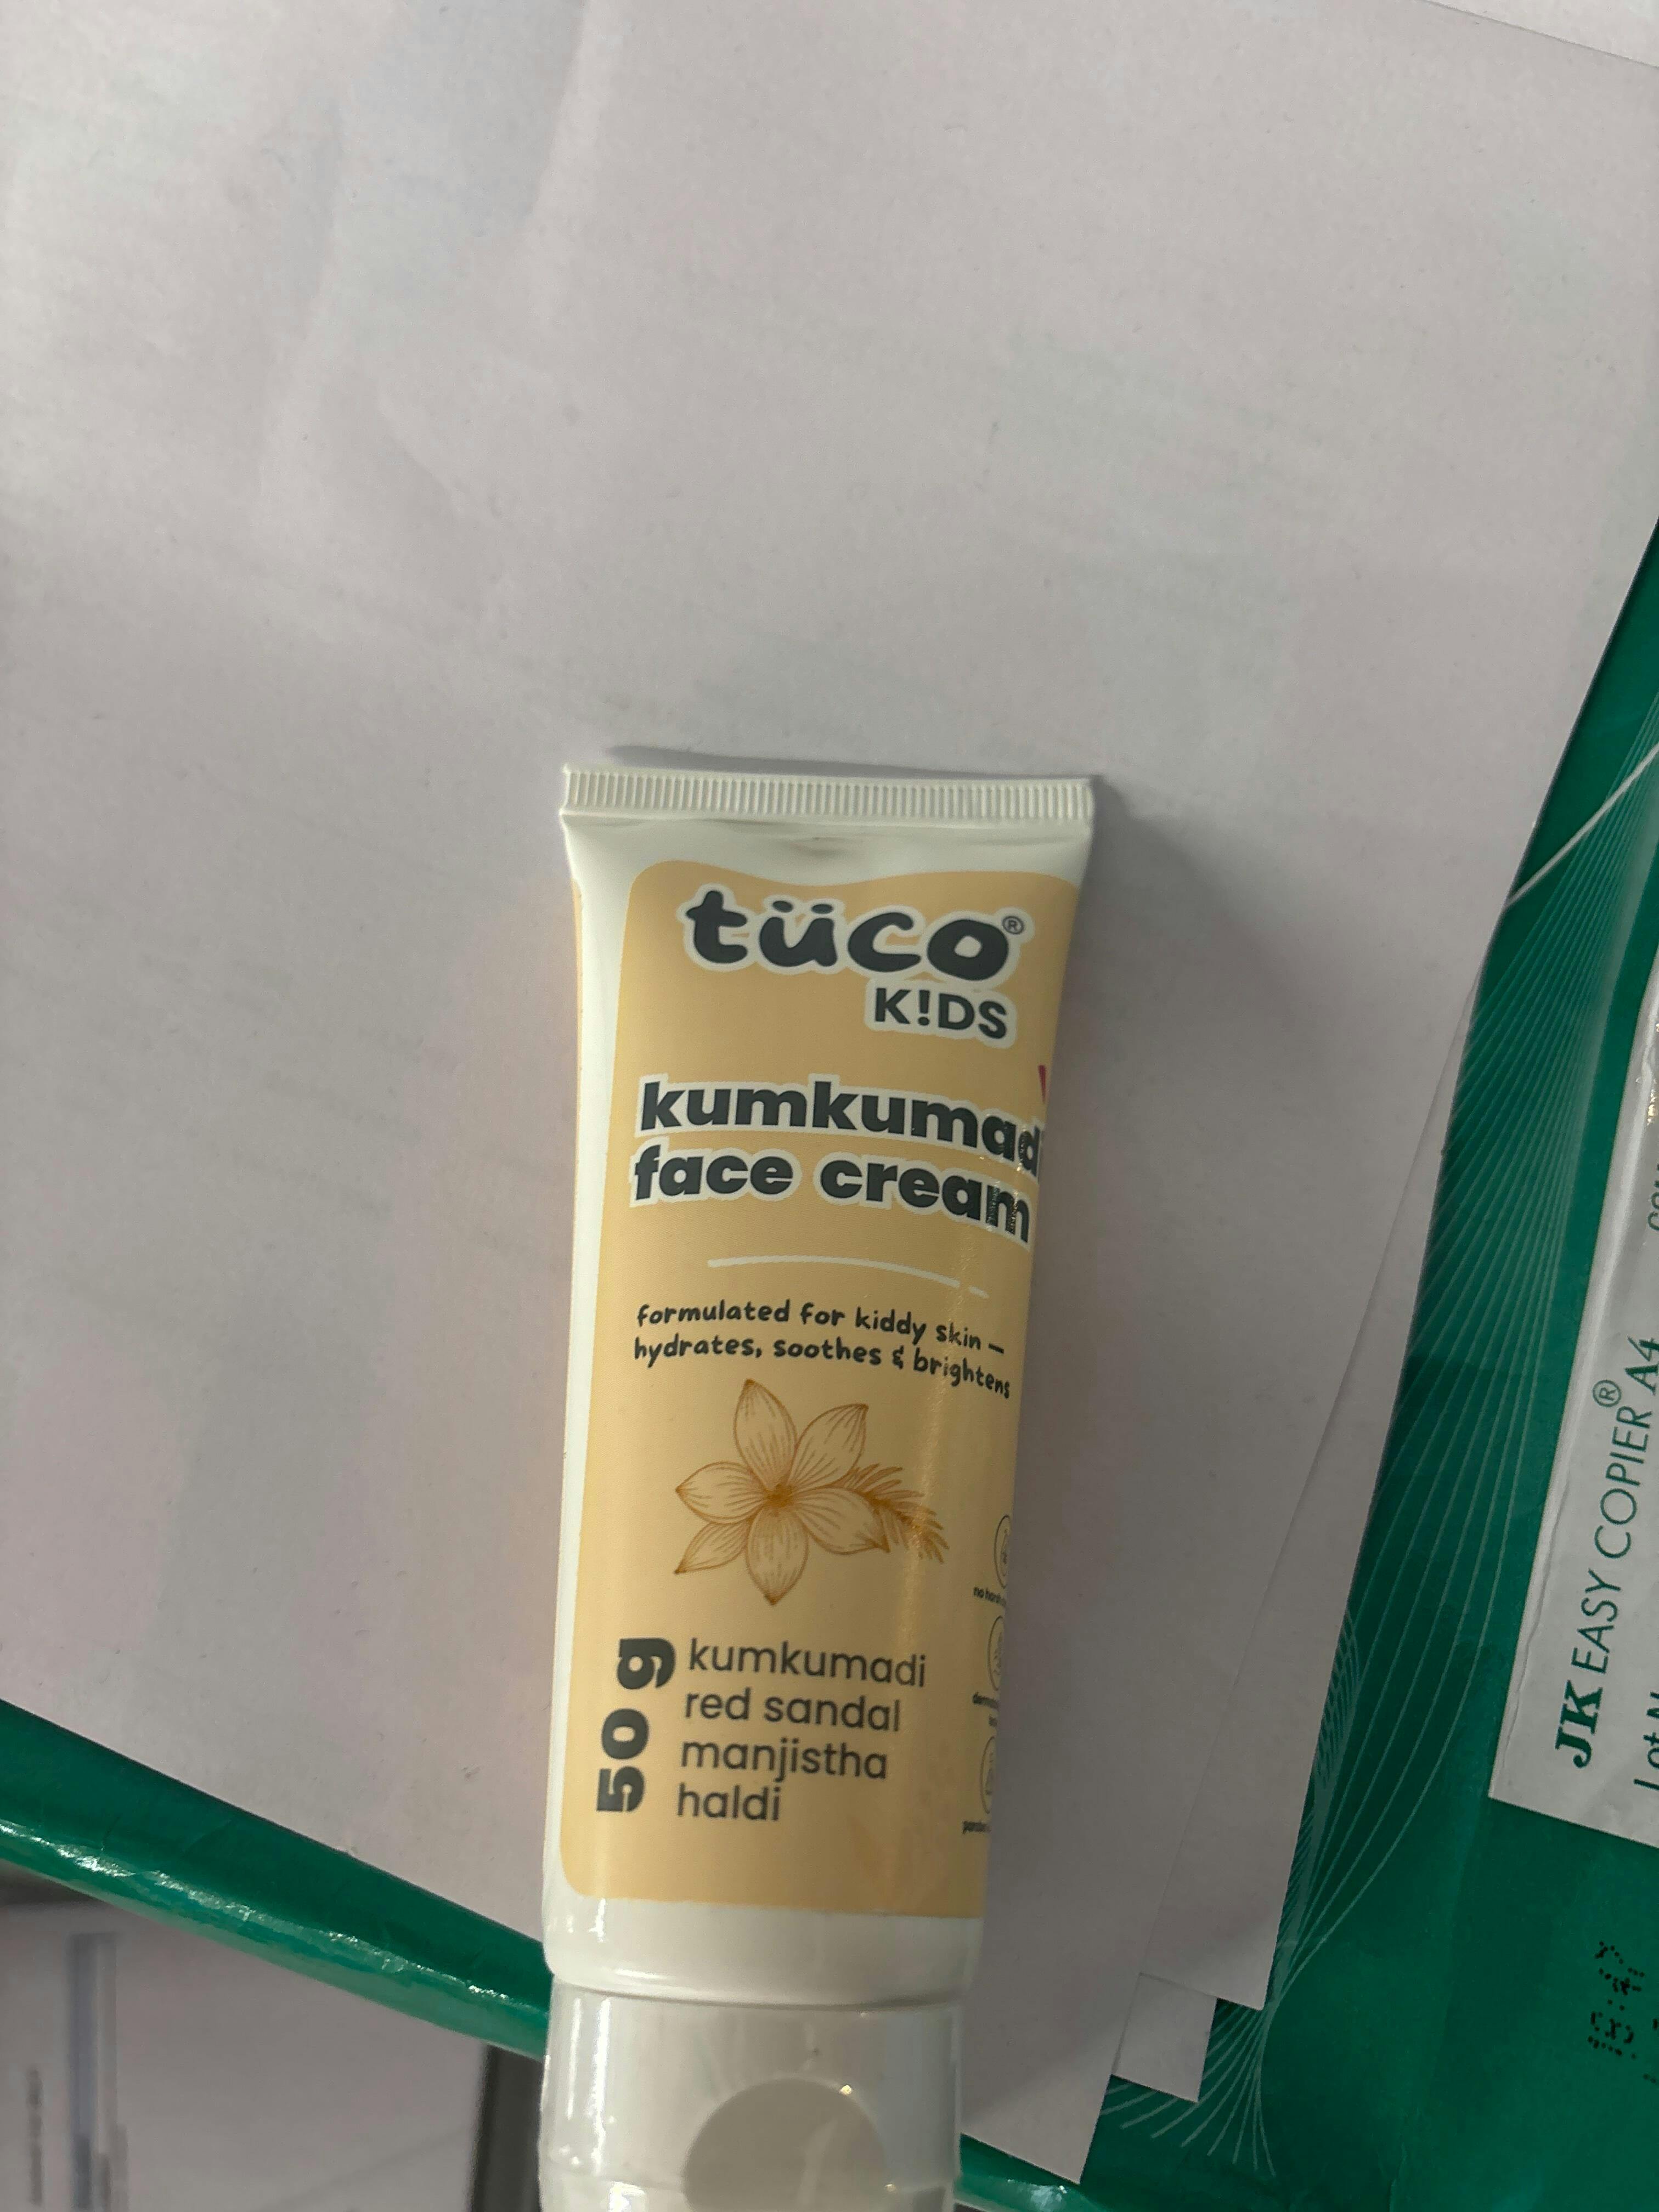 tüco®
K!DS
kumkumadi
face cream
formulated for kiddy skin –
hydrates, soothes & brightens
no
50 g
kumkumadi
red sandal
manjistha
haldi
JK EASY COPIER® A4